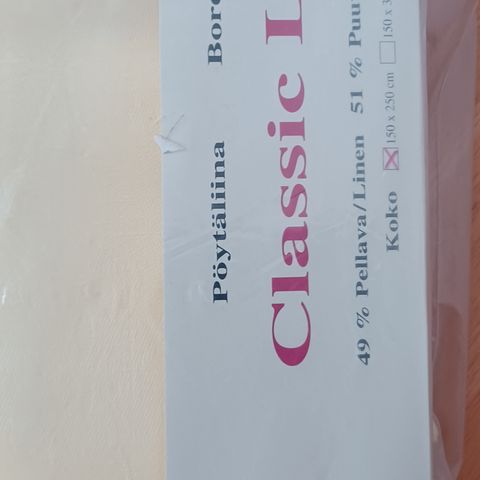 Pöytäliina Bord
Classic L
49 % Pellava/Linen 51 % Puu
Koko ☒ 150 x 250 cm ☐ 150 x 3